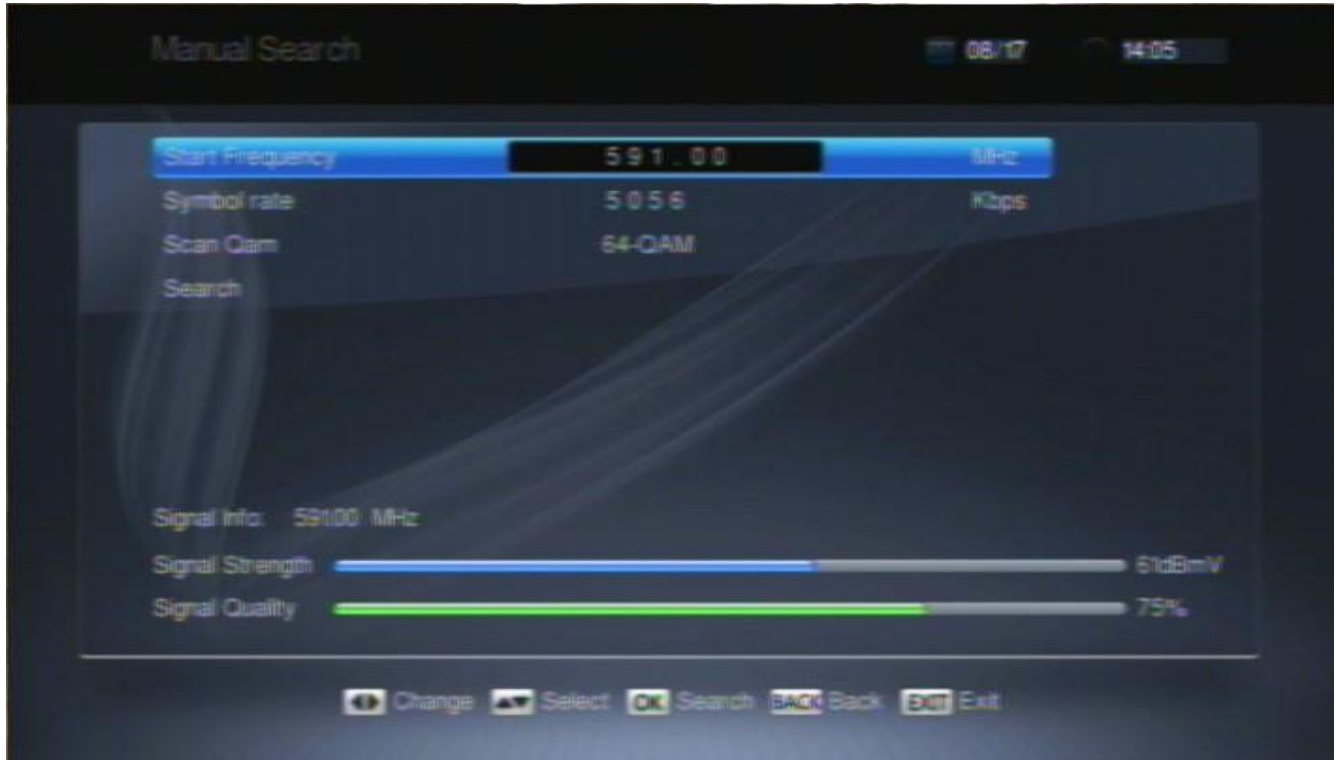 Manual Search 08/17 14:05
Start Frequency 591.00 MHz
Symbol rate 5056 Kbps
Scan Qam 64-QAM
Search
Signal Info: 591.00 MHz
Signal Strength 61dBmV
Signal Quality 75%
Change Select OK Search BACK Back EXIT Exit